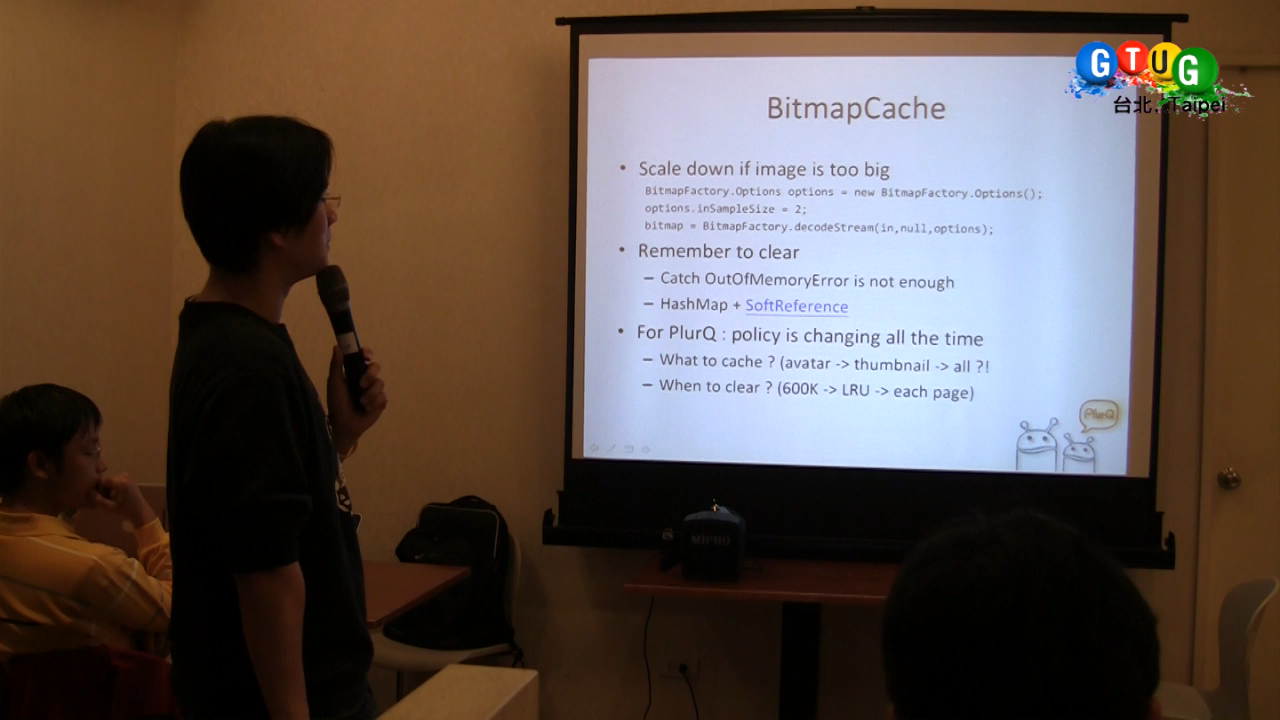 GTUG
台北, Taipei
BitmapCache
• Scale down if image is too big
BitmapFactory.Options options = new BitmapFactory.Options();
options.inSampleSize = 2;
bitmap = BitmapFactory.decodeStream(in,null,options);
• Remember to clear
– Catch OutOfMemoryError is not enough
– HashMap + SoftReference
• For PlurQ : policy is changing all the time
– What to cache ? (avatar -> thumbnail -> all ?!
– When to clear ? (600K -> LRU -> each page)
PlurQ
MIPRO